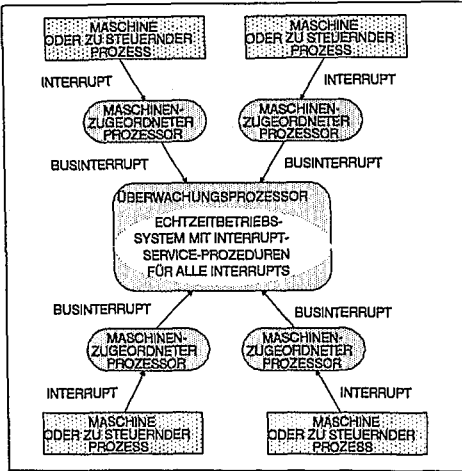 MASCHINE
ODER ZU STEUERNDER
PROZESS
MASCHINE
ODER ZU STEUERNDER
PROZESS
INTERRUPT
INTERRUPT
MASCHINEN-
ZUGEORDNETER
PROZESSOR
MASCHINEN-
ZUGEORDNETER
PROZESSOR
BUSINTERRUPT
BUSINTERRUPT
ÜBERWACHUNGSPROZESSOR
ECHTZEITBETRIEBS-
SYSTEM MIT INTERRUPT-
SERVICE-PROZEDUREN
FÜR ALLE INTERRUPTS
BUSINTERRUPT
BUSINTERRUPT
MASCHINEN-
ZUGEORDNETER
PROZESSOR
MASCHINEN-
ZUGEORDNETER
PROZESSOR
INTERRUPT
INTERRUPT
MASCHINE
ODER ZU STEUERNDER
PROZESS
MASCHINE
ODER ZU STEUERNDER
PROZESS